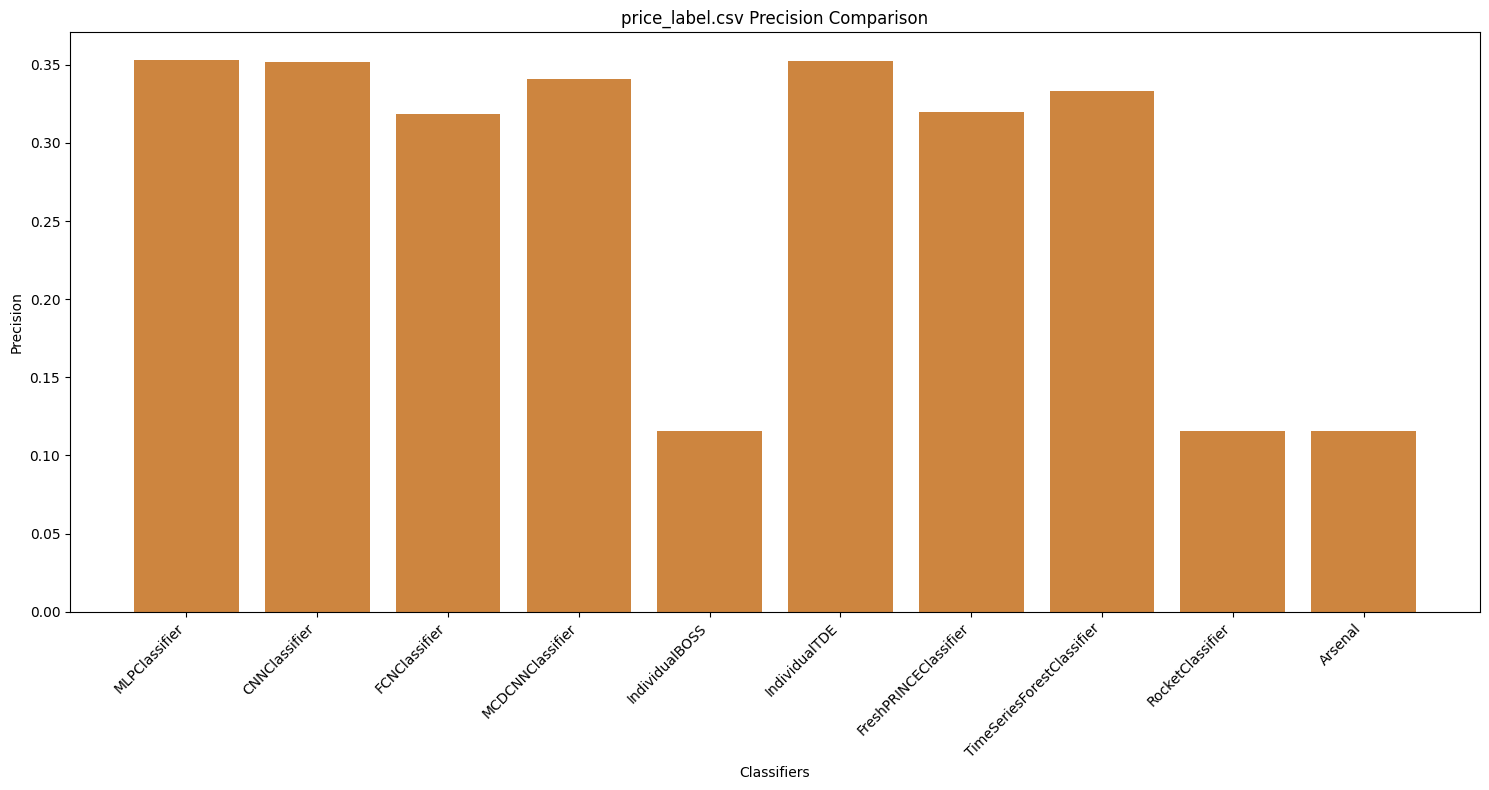 price_label.csv Precision Comparison
Precision
0.35
0.30
0.25
0.20
0.15
0.10
0.05
0.00
MLPClassifier
CNNClassifier
FCNClassifier
MCDCNNClassifier
IndividualBOSS
IndividualTDE
FreshPRINCEClassifier
TimeSeriesForestClassifier
RocketClassifier
Arsenal
Classifiers